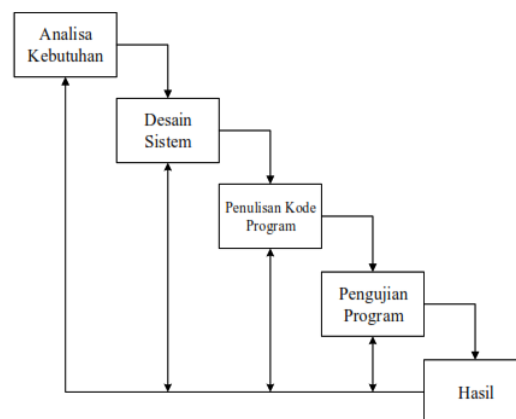 Analisa
Kebutuhan
Desain
Sistem
Penulisan Kode
Program
Pengujian
Program
Hasil